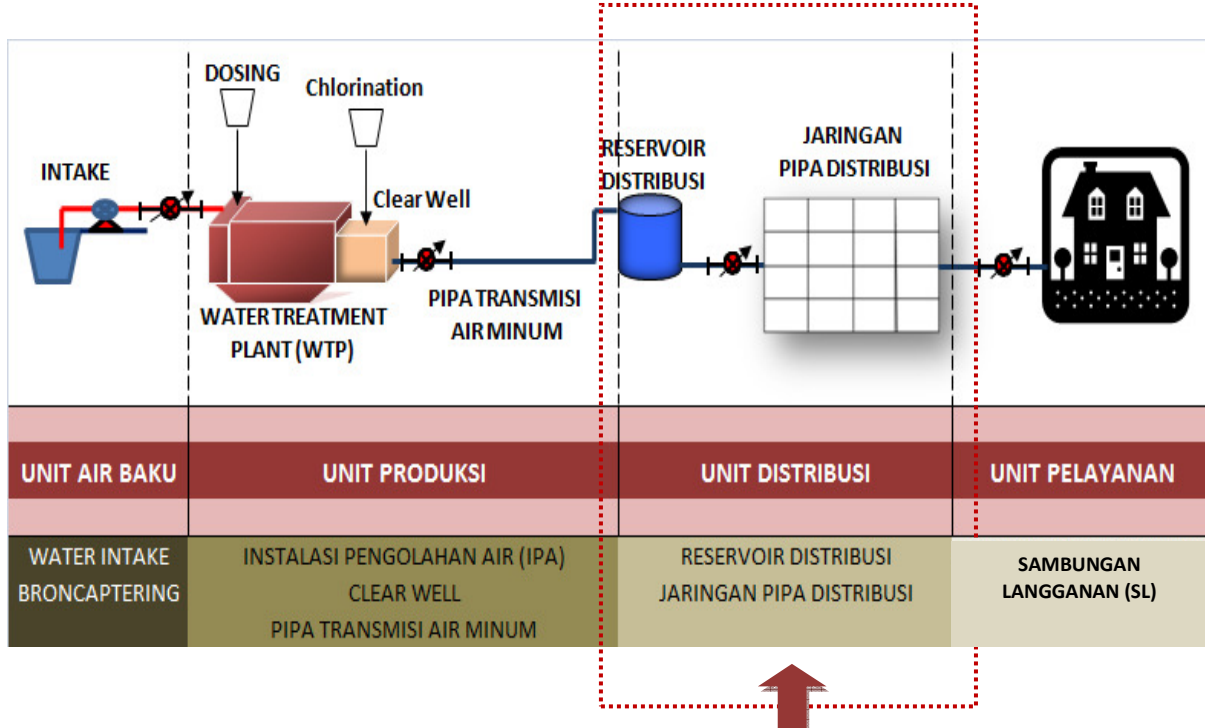 DOSING
Chlorination
INTAKE
Clear Well
WATER TREATMENT
PLANT (WTP)
PIPA TRANSMISI
AIR MINUM
RESERVOIR
DISTRIBUSI
JARINGAN
PIPA DISTRIBUSI
UNIT AIR BAKU
UNIT PRODUKSI
UNIT DISTRIBUSI
UNIT PELAYANAN
WATER INTAKE
BRONCAPTERING
INSTALASI PENGOLAHAN AIR (IPA)
CLEAR WELL
PIPA TRANSMISI AIR MINUM
RESERVOIR DISTRIBUSI
JARINGAN PIPA DISTRIBUSI
SAMBUNGAN
LANGGANAN (SL)